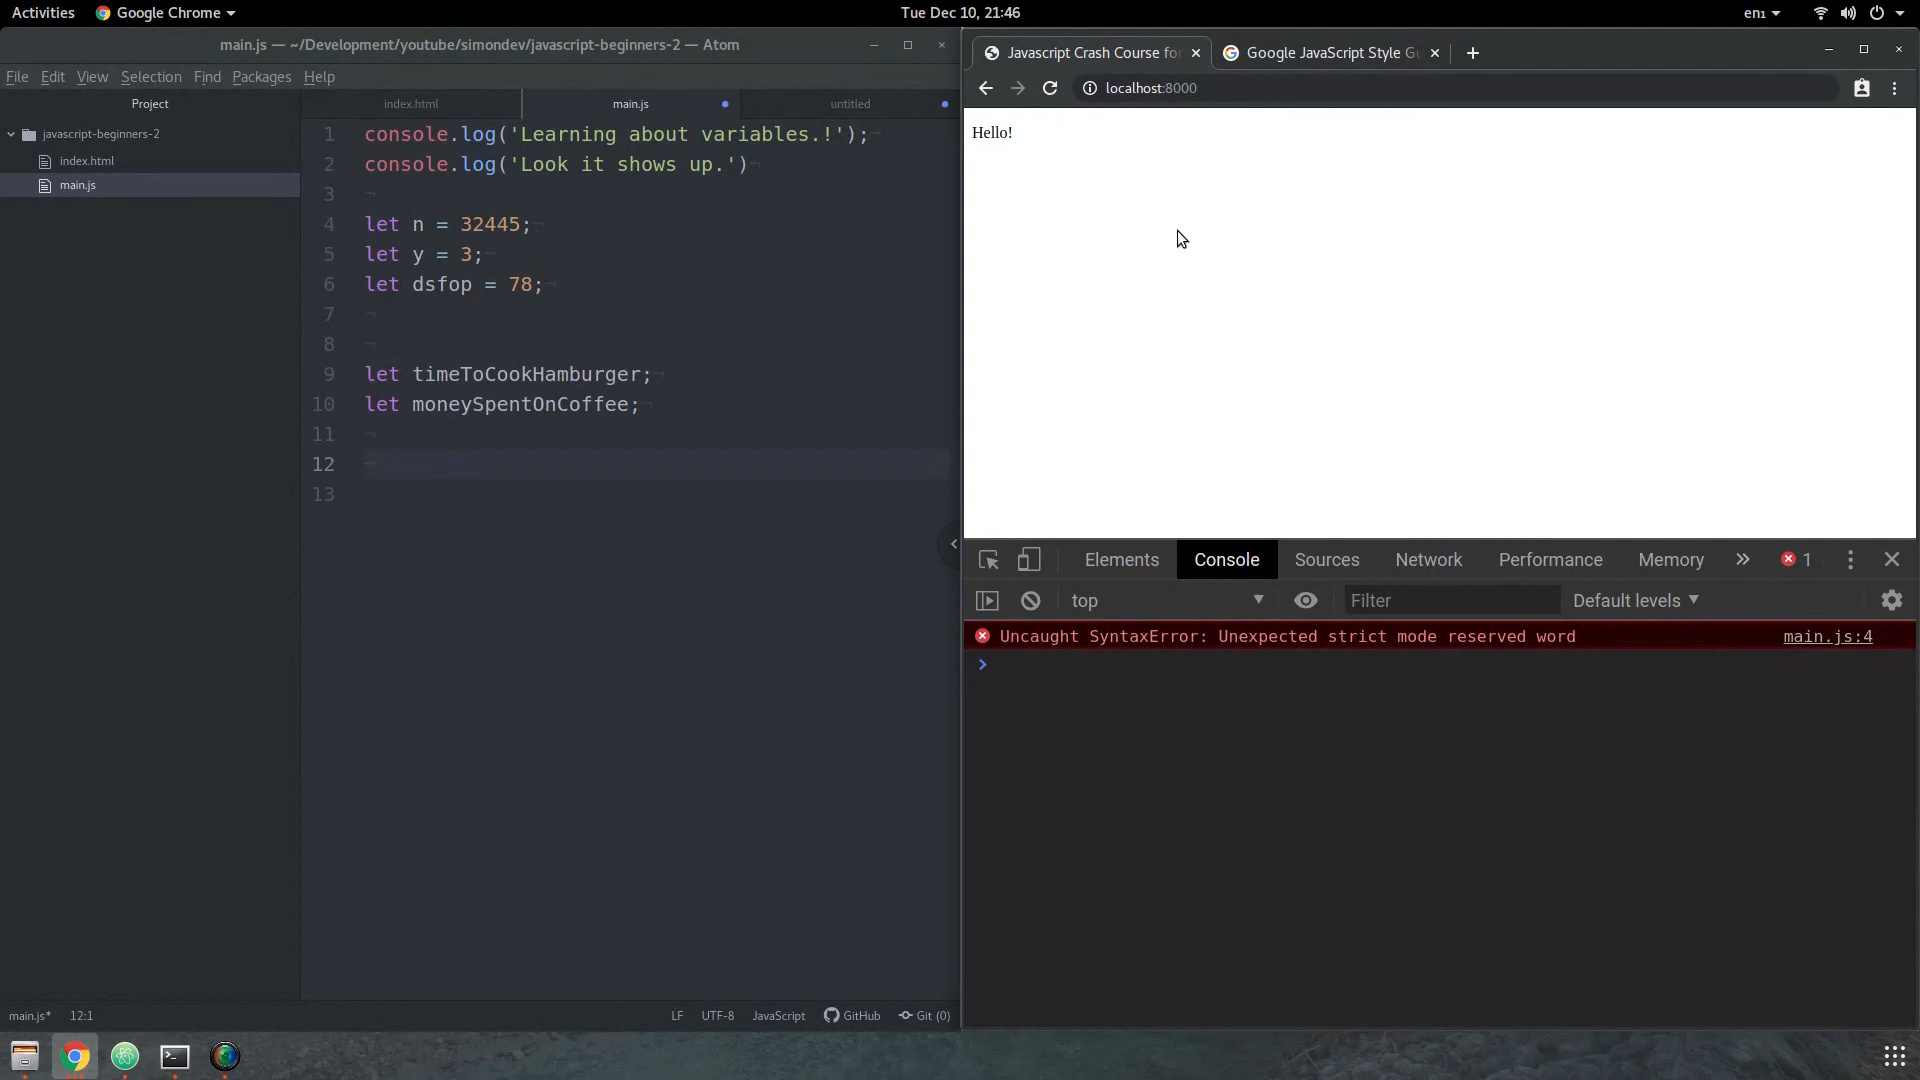 Activities
Google Chrome
Tue Dec 10, 21:46
en₁
main.js — ~/Development/youtube/simondev/javascript-beginners-2 — Atom
File Edit View Selection Find Packages Help
Project
javascript-beginners-2
index.html
main.js
index.html
main.js
untitled
1 console.log('Learning about variables.!');
2 console.log('Look it shows up.')
3
4 let n = 32445;
5 let y = 3;
6 let dsfop = 78;
7
8
9 let timeToCookHamburger;
10 let moneySpentOnCoffee;
11
12
13
main.js* 12:1
LF UTF-8 JavaScript GitHub Git (0)
Javascript Crash Course fo
Google JavaScript Style Gu
localhost:8000
Hello!
Elements Console Sources Network Performance Memory 1
top Filter Default levels
Uncaught SyntaxError: Unexpected strict mode reserved word main.js:4